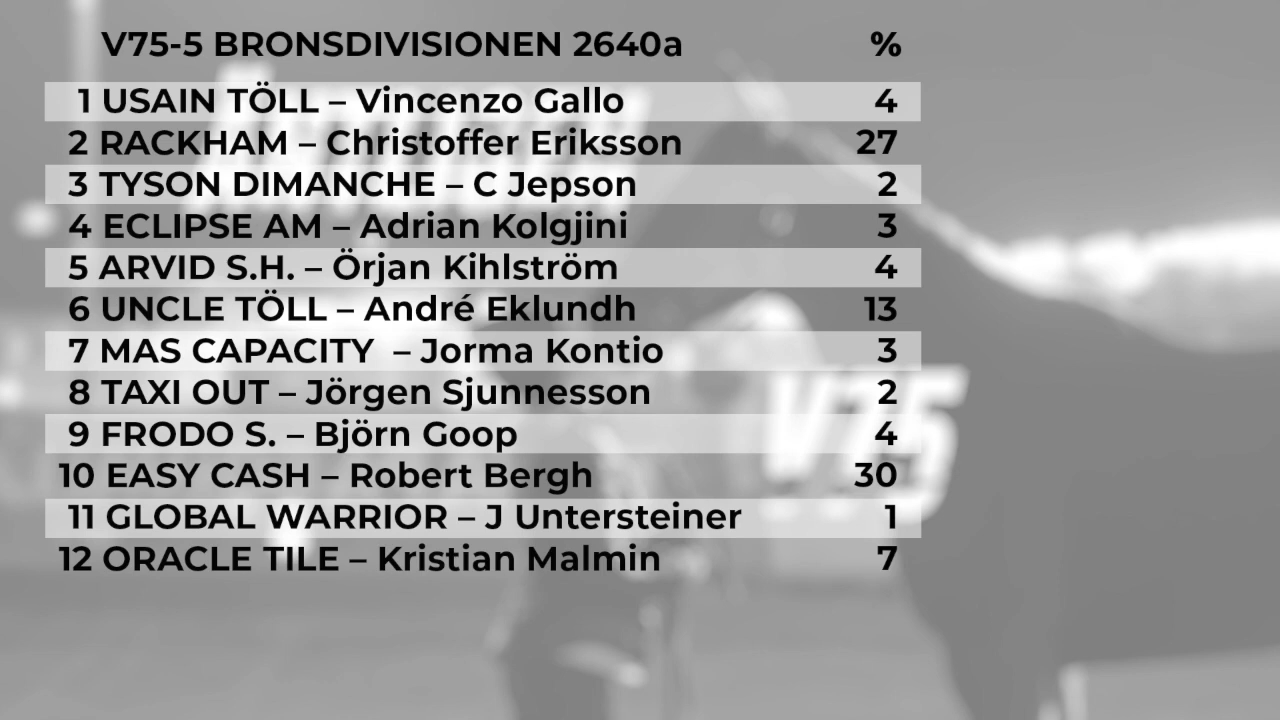 V75-5 BRONSDIVISIONEN 2640a %
1 USAIN TÖLL – Vincenzo Gallo 4
2 RACKHAM – Christoffer Eriksson 27
3 TYSON DIMANCHE – C Jepson 2
4 ECLIPSE AM – Adrian Kolgjini 3
5 ARVID S.H. – Örjan Kihlström 4
6 UNCLE TÖLL – André Eklundh 13
7 MAS CAPACITY – Jorma Kontio 3
8 TAXI OUT – Jörgen Sjunnesson 2
9 FRODO S. – Björn Goop 4
10 EASY CASH – Robert Bergh 30
11 GLOBAL WARRIOR – J Untersteiner 1
12 ORACLE TILE – Kristian Malmin 7
V75